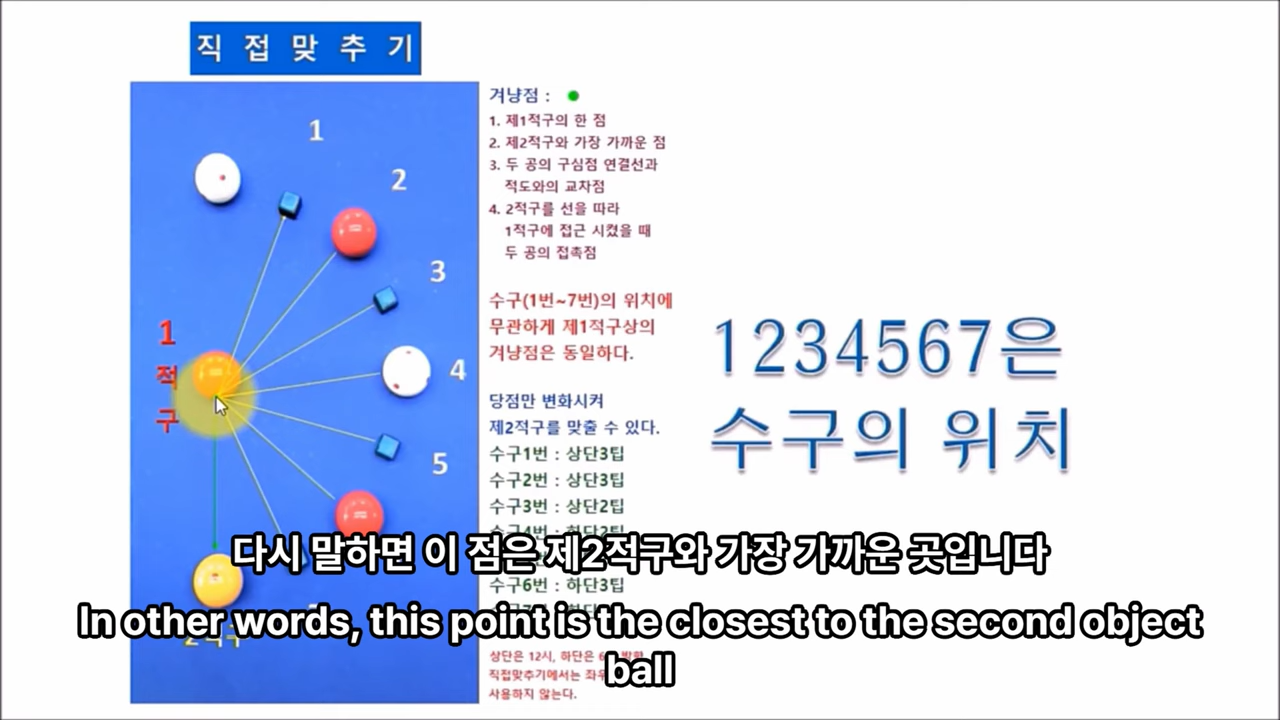 직 접 맞 추 기
1
2
3
4
5
1
적
구
겨냥점 :
1. 제1적구의 한 점
2. 제2적구와 가장 가까운 점
3. 두 공의 구심점 연결선과
적도와의 교차점
4. 2적구를 선을 따라
1적구에 접근 시켰을 때
두 공의 접촉점
수구(1번~7번)의 위치에
무관하게 제1적구상의
겨냥점은 동일하다.
당점만 변화시켜
제2적구를 맞출 수 있다.
수구1번 : 상단3팁
수구2번 : 상단3팁
수구3번 : 상단2팁
수구6번 : 하단3팁
상단은 12시, 하단은
직접맞추기에서는
사용하지 않는다.
1234567은
수구의 위치
다시 말하면 이 점은 제2적구와 가장 가까운 곳입니다
In other words, this point is the closest to the second object
ball